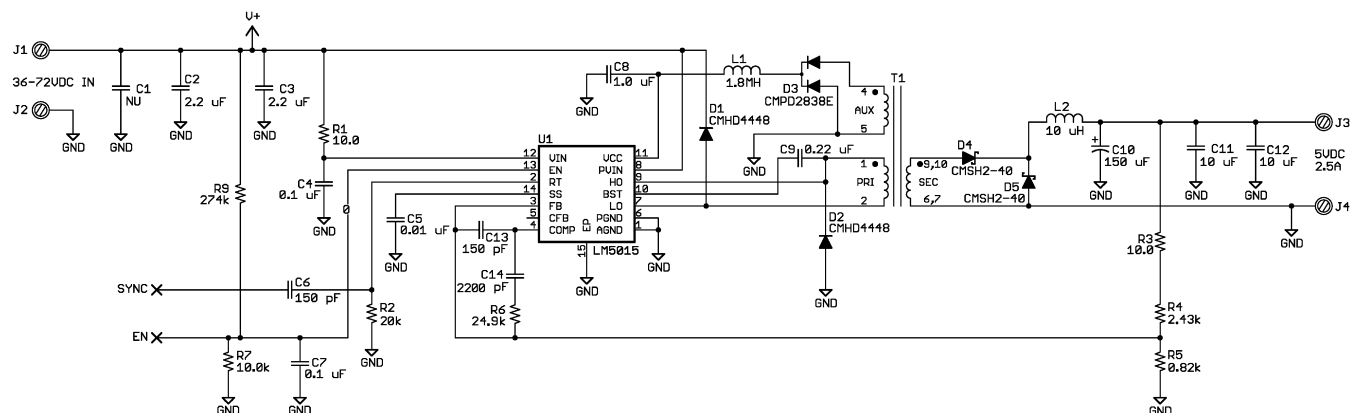 V+
J1
36-72VDC IN
J2
GND
C1
NU
GND
C2
2.2 uF
GND
C3
2.2 uF
GND
R1
10.0
C4
0.1 uF
GND
R9
274k
0
C5
0.01 uF
GND
U1
12 VIN
13 EN
2 RT
14 SS
3 FB
5 CFB
4 COMP
VCC 11
PVIN 8
HO 9
BST 10
LO 7
PGND 6
AGND 1
EP
15
LM5015
GND
GND
C8
1.0 uF
GND
L1
1.8MH
D3
CMPD2838E
D1
CMHD4448
GND
C9 0.22 uF
T1
4
AUX
5
1
PRI
2
9,10
SEC
6,7
D2
CMHD4448
GND
D4
CMSH2-40
D5
CMSH2-40
L2
10 uH
+
C10
150 uF
GND
C11
10 uF
GND
C12
10 uF
GND
J3
5VDC
2.5A
J4
GND
C13
150 pF
C14
2200 pF
R6
24.9k
R3
10.0
R4
2.43k
R5
0.82k
GND
SYNC
C6
150 pF
R2
20k
GND
EN
R7
10.0k
GND
C7
0.1 uF
GND